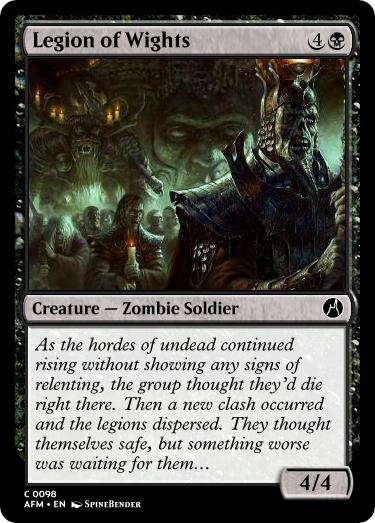 Legion of Wights 4
Creature — Zombie Soldier
As the hordes of undead continued
rising without showing any signs of
relenting, the group thought they'd die
right there. Then a new clash occurred
and the legions dispersed. They thought
themselves safe, but something worse
was waiting for them…
4/4
C 0098
AFM • EN SpineBender